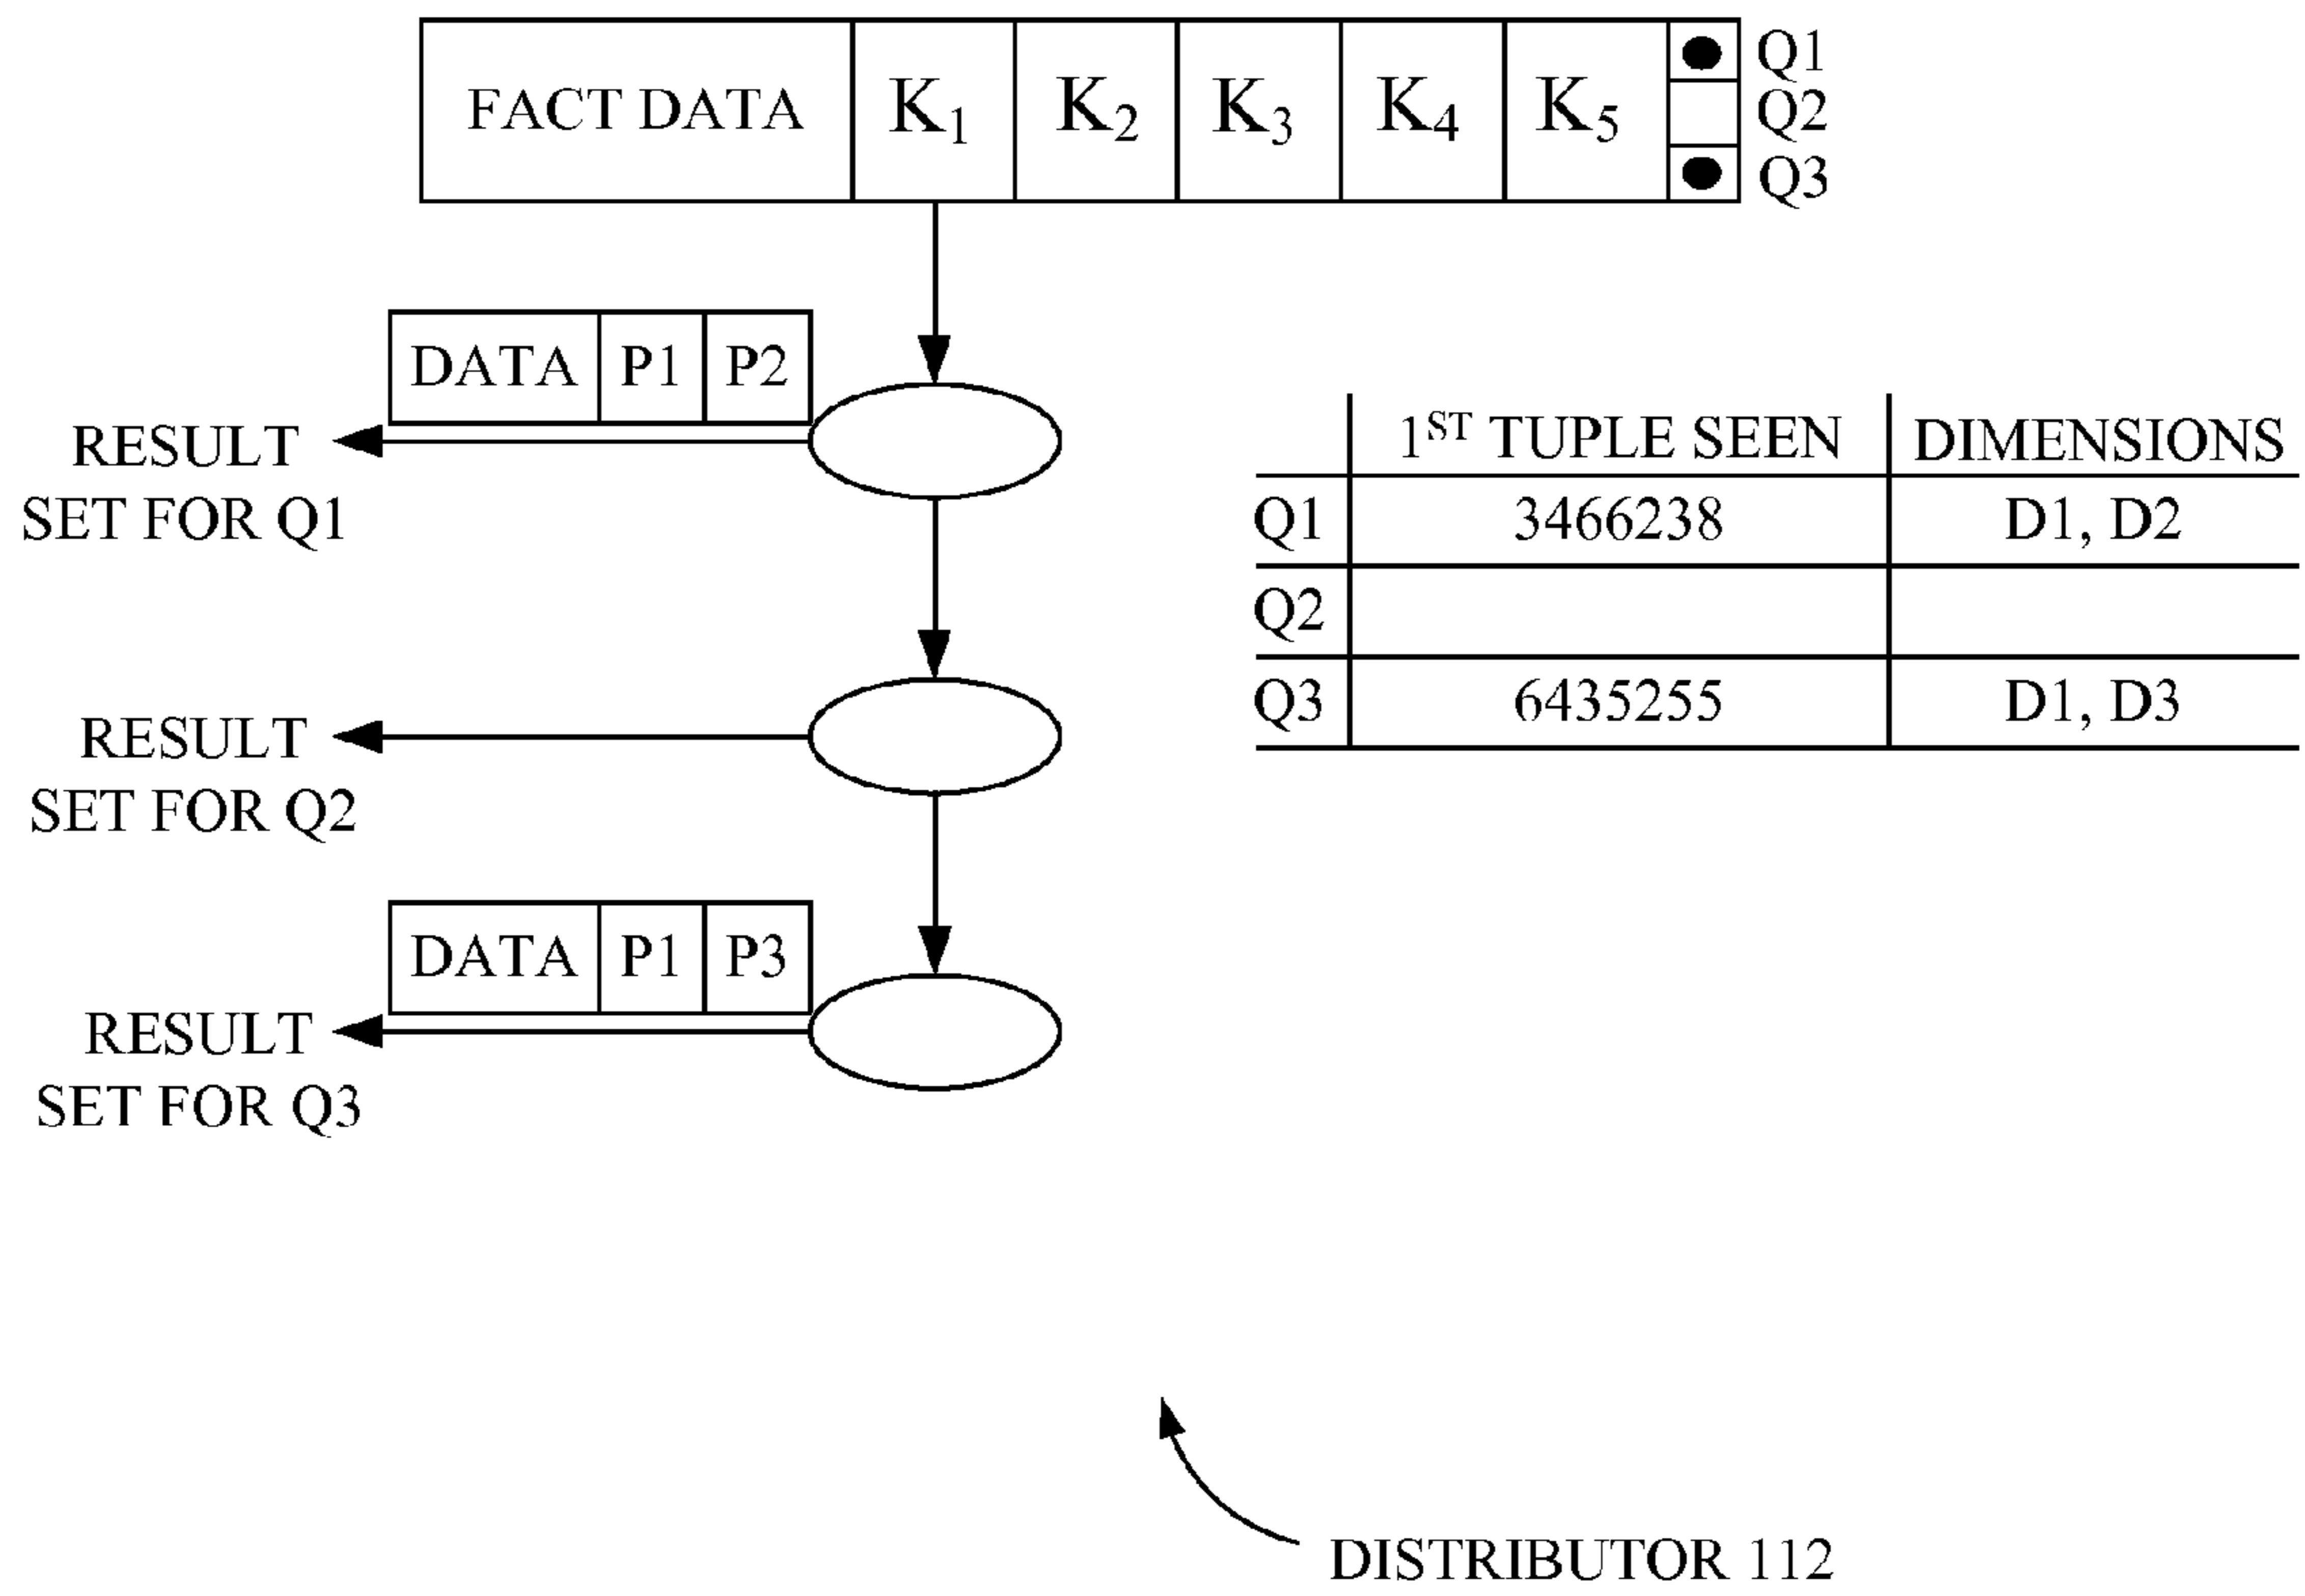 FACT DATA K₁ K₂ K₃ K₄ K₅ Q1
Q2
Q3
DATA P1 P2
RESULT
SET FOR Q1
1ST TUPLE SEEN DIMENSIONS
Q1 3466238 D1, D2
Q2
Q3 6435255 D1, D3
RESULT
SET FOR Q2
DATA P1 P3
RESULT
SET FOR Q3
DISTRIBUTOR 112